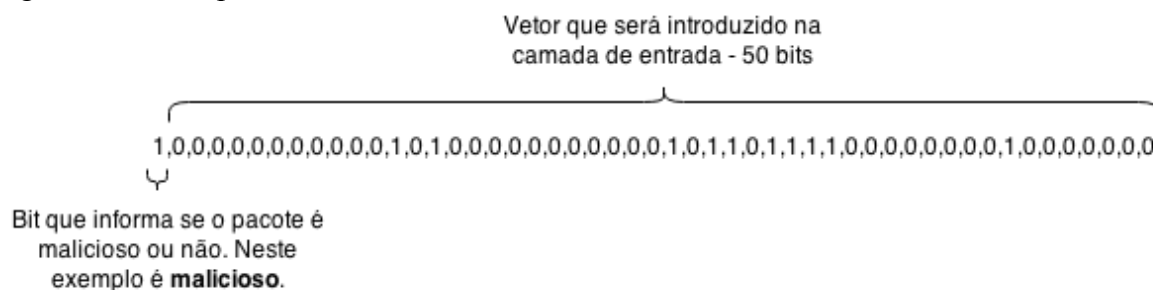 Vetor que será introduzido na
camada de entrada - 50 bits
1,0,0,0,0,0,0,0,0,0,0,0,1,0,1,0,0,0,0,0,0,0,0,0,0,0,1,0,1,1,0,1,1,1,1,0,0,0,0,0,0,0,0,1,0,0,0,0,0,0,0
Bit que informa se o pacote é
malicioso ou não. Neste
exemplo é malicioso.